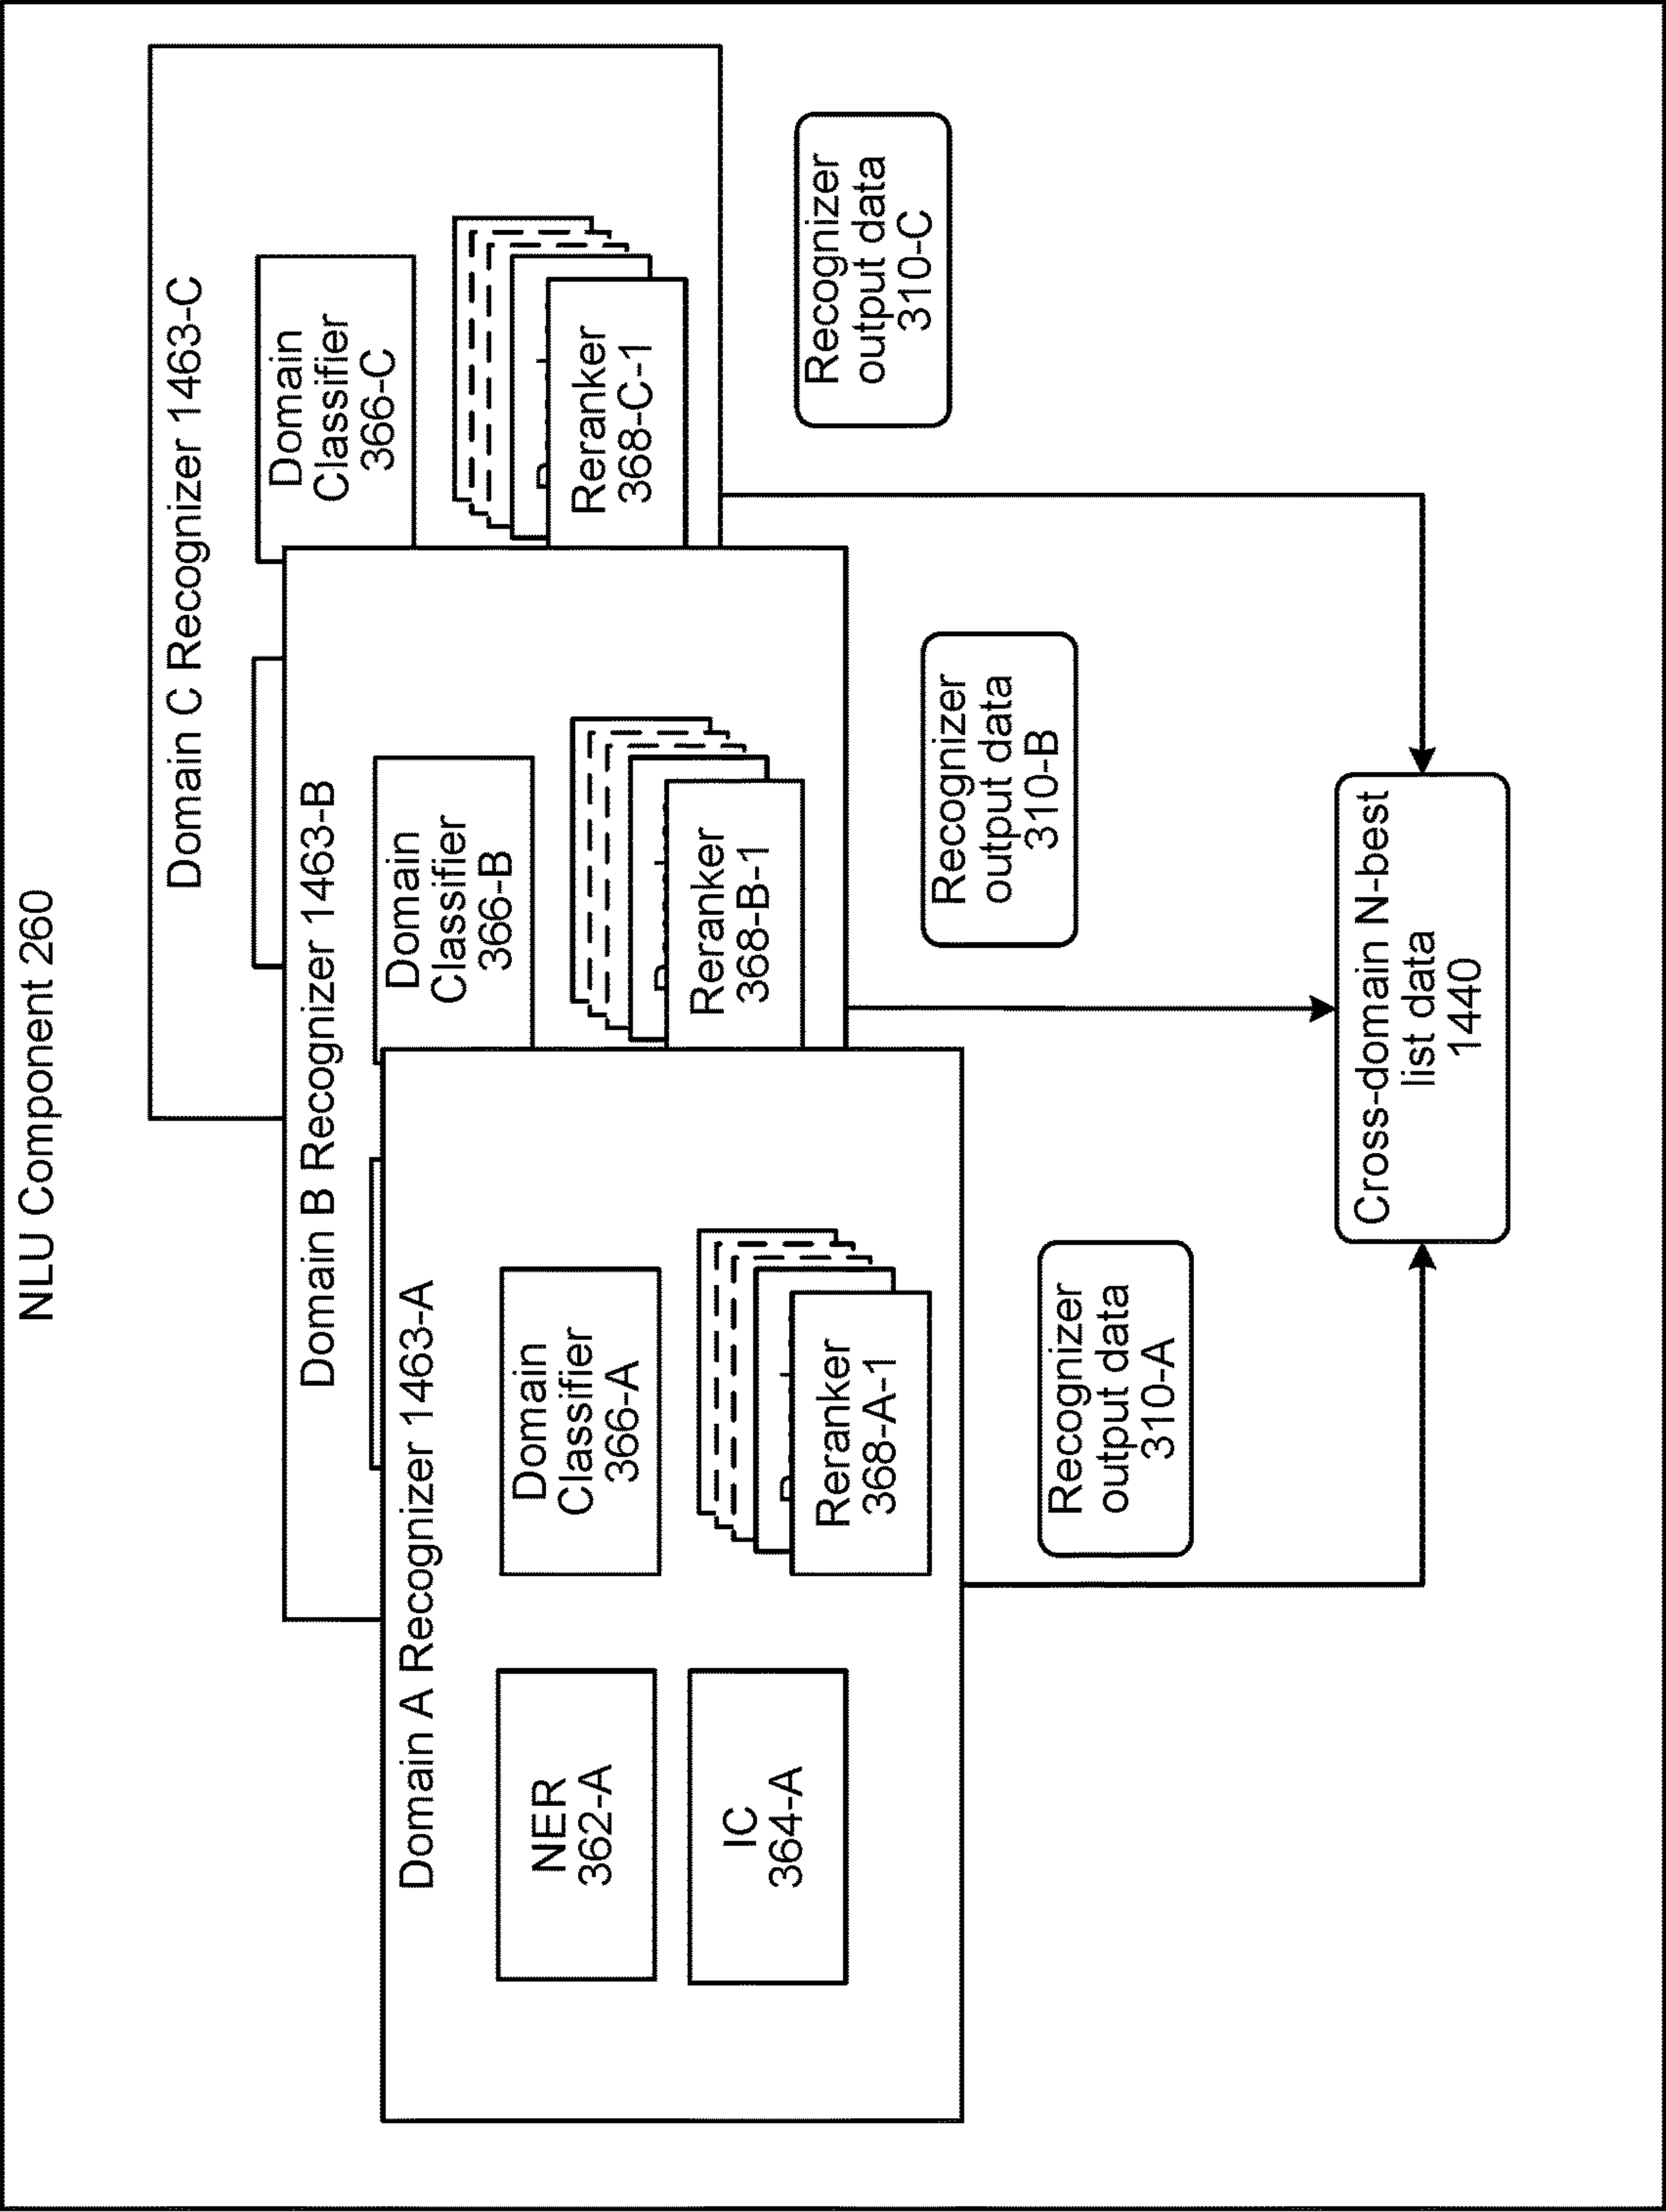 NLU Component 260
Domain C Recognizer 1463-C
Domain
Classifier
366-C
Reranker
368-C-1
Recognizer
output data
310-C
Domain B Recognizer 1463-B
Domain
Classifier
366-B
Reranker
368-B-1
Recognizer
output data
310-B
Domain A Recognizer 1463-A
NER
362-A
Domain
Classifier
366-A
IC
364-A
Reranker
368-A-1
Recognizer
output data
310-A
Cross-domain N-best
list data
1440